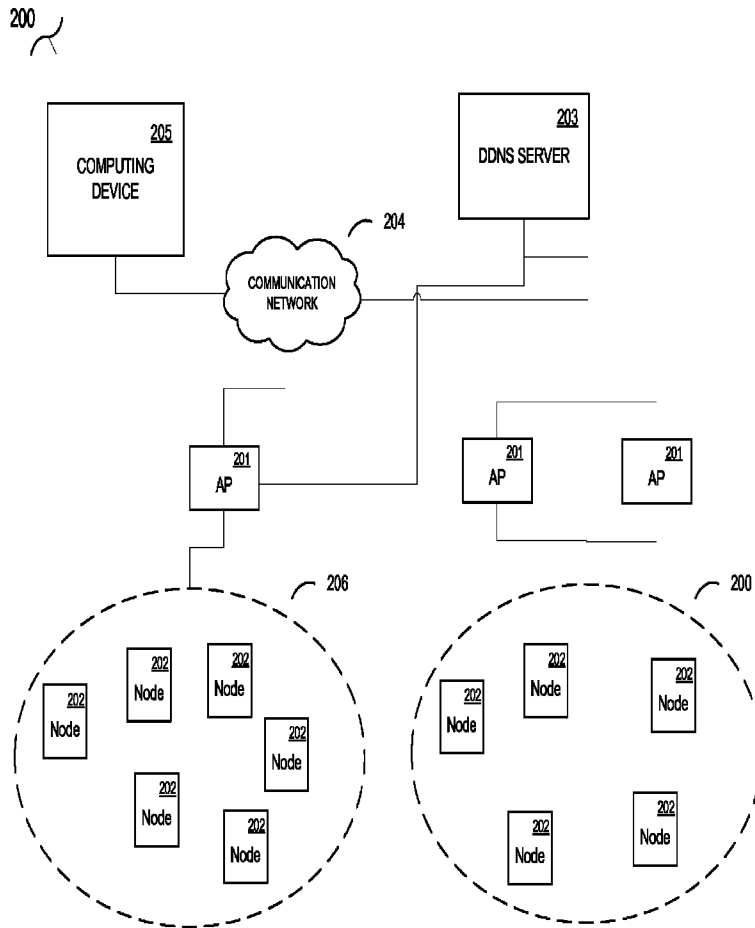 200
205
COMPUTING
DEVICE
203
DDNS SERVER
204
COMMUNICATION
NETWORK
201
AP
201
AP
201
AP
206
200
202
Node
202
Node
202
Node
202
Node
202
Node
202
Node
202
Node
202
Node
202
Node
202
Node
202
Node